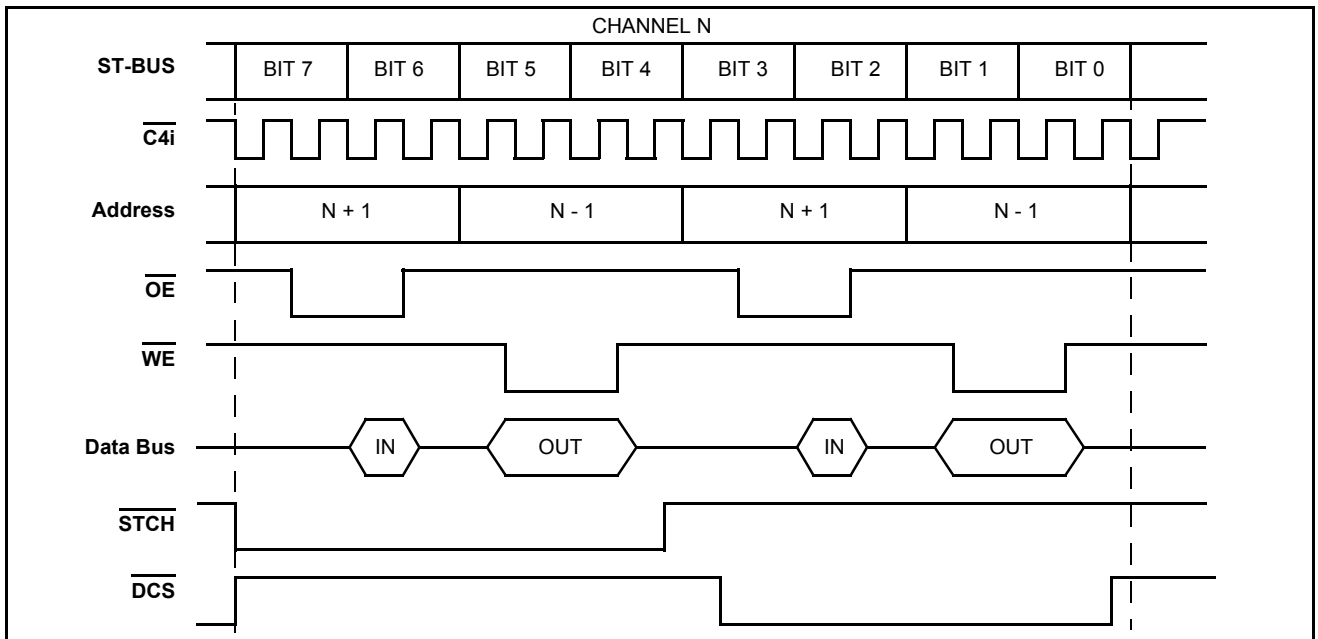 CHANNEL N
ST-BUS BIT 7 BIT 6 BIT 5 BIT 4 BIT 3 BIT 2 BIT 1 BIT 0
C4i
Address N + 1 N - 1 N + 1 N - 1
OE
WE
Data Bus IN OUT IN OUT
STCH
DCS